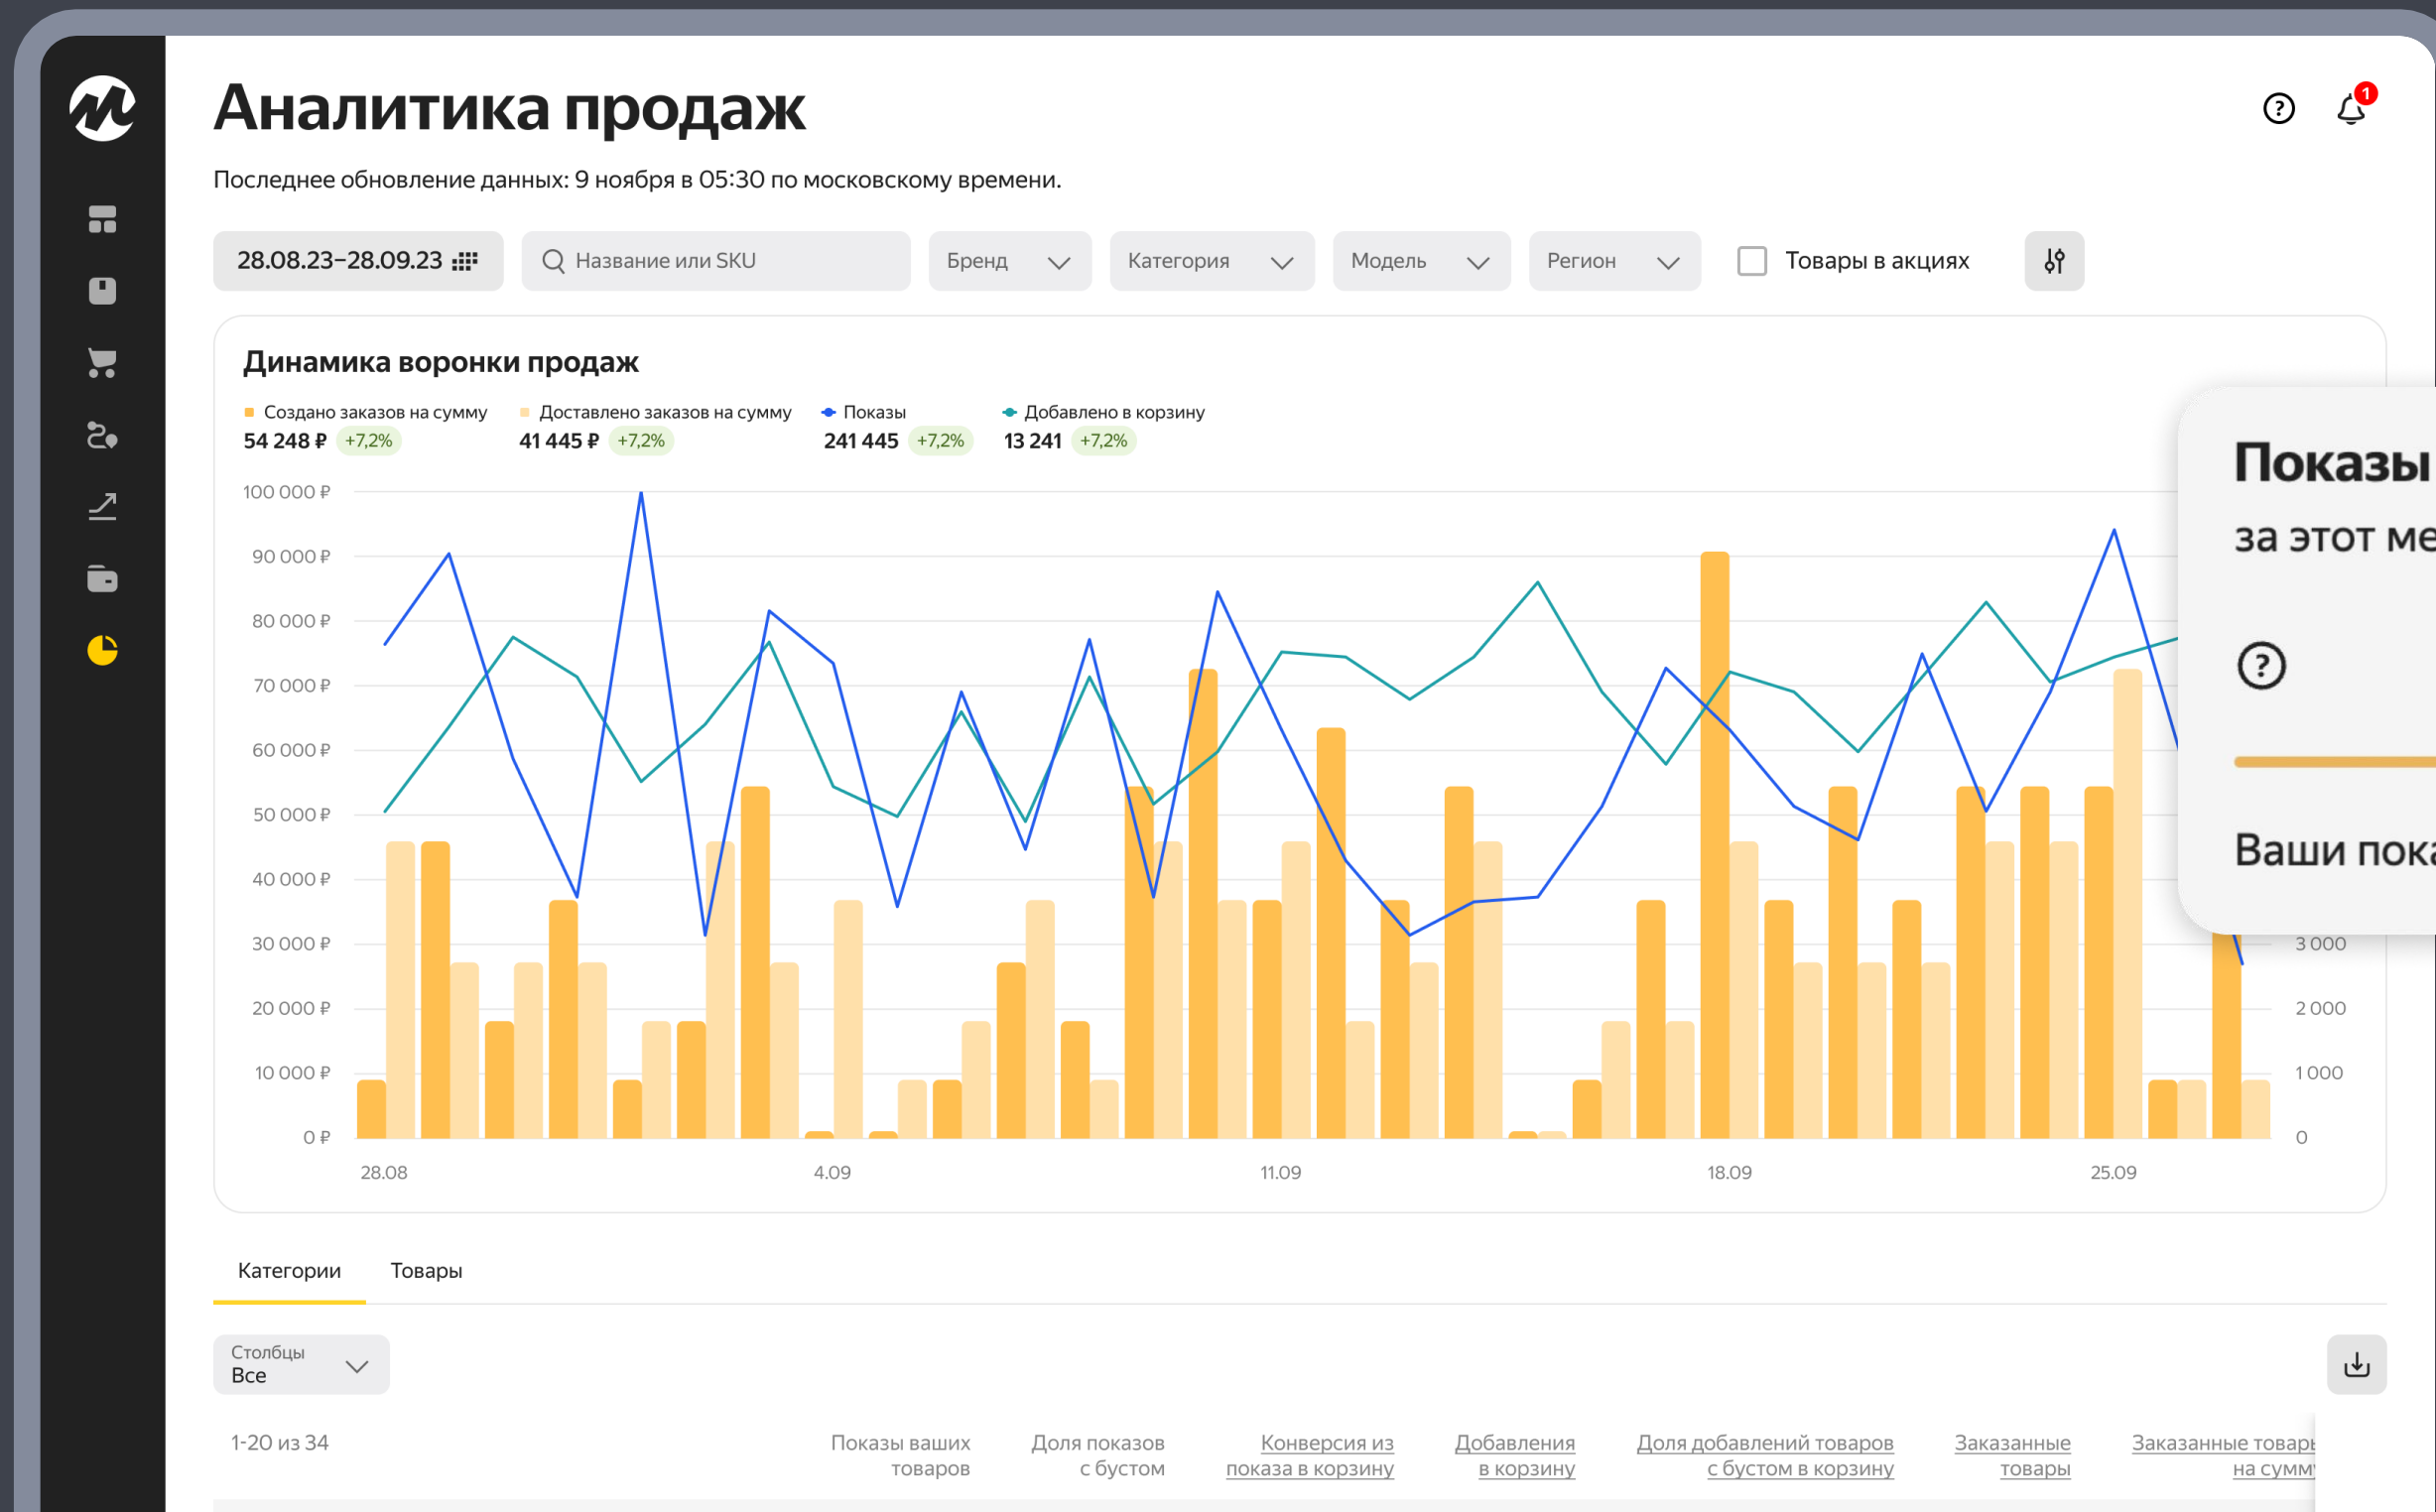 Аналитика продаж
1
Последнее обновление данных: 9 ноября в 05:30 по московскому времени.
28.08.23–28.09.23
Название или SKU
Бренд
Категория
Модель
Регион
Товары в акциях
Динамика воронки продаж
Создано заказов на сумму
54 248 ₽ +7,2%
Доставлено заказов на сумму
41 445 ₽ +7,2%
Показы
241 445 +7,2%
Добавлено в корзину
13 241 +7,2%
100 000 ₽
90 000 ₽
80 000 ₽
70 000 ₽
60 000 ₽
50 000 ₽
40 000 ₽
30 000 ₽
20 000 ₽
10 000 ₽
0 ₽
3 000
2 000
1 000
0
28.08
4.09
11.09
18.09
25.09
Показы
за этот
?
Ваши
Категории
Товары
Столбцы
Все
1-20 из 34
Показы ваших
товаров
Доля показов
с бустом
Конверсия из
показа в корзину
Добавления
в корзину
Доля добавлений товаров
с бустом в корзину
Заказанные
товары
Заказанные
на